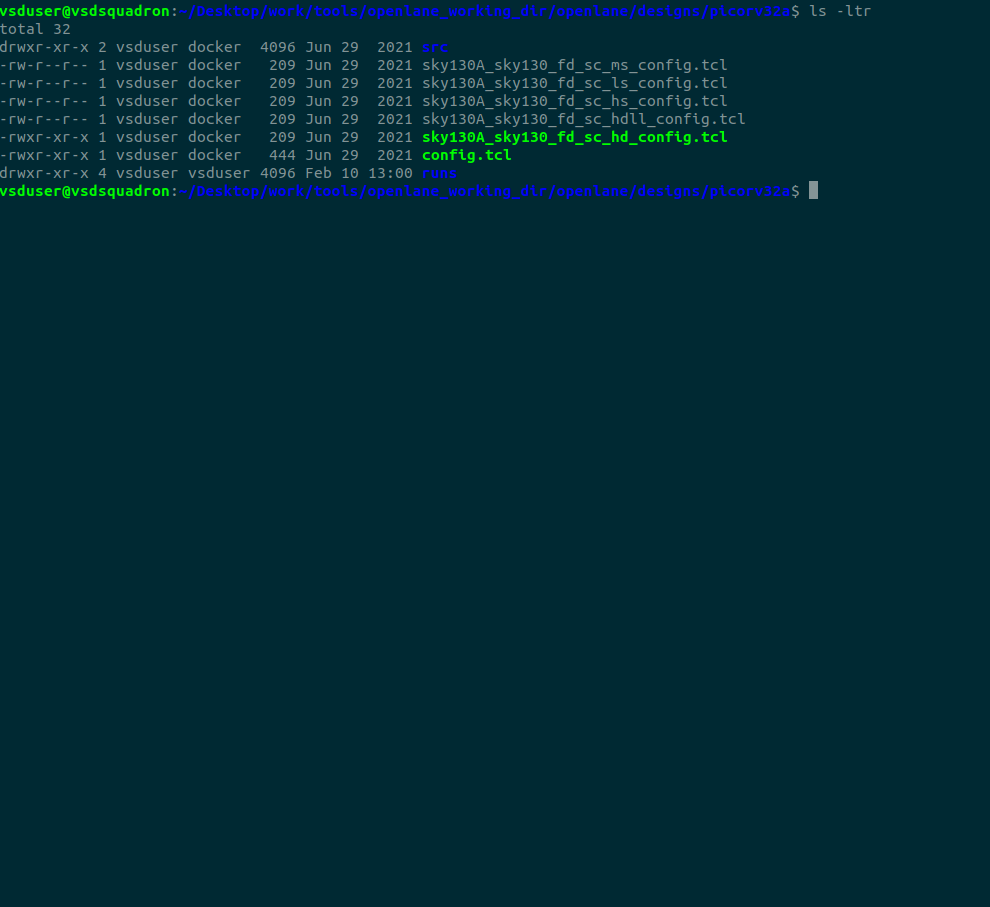 vsduser@vsdsquadron:~/Desktop/work/tools/openlane_working_dir/openlane/designs/picorv32a$ ls -ltr
total 32
drwxr-xr-x 2 vsduser docker  4096 Jun 29  2021 src
-rw-r--r-- 1 vsduser docker   209 Jun 29  2021 sky130A_sky130_fd_sc_ms_config.tcl
-rw-r--r-- 1 vsduser docker   209 Jun 29  2021 sky130A_sky130_fd_sc_ls_config.tcl
-rw-r--r-- 1 vsduser docker   209 Jun 29  2021 sky130A_sky130_fd_sc_hs_config.tcl
-rw-r--r-- 1 vsduser docker   209 Jun 29  2021 sky130A_sky130_fd_sc_hdll_config.tcl
-rwxr-xr-x 1 vsduser docker   209 Jun 29  2021 sky130A_sky130_fd_sc_hd_config.tcl
-rwxr-xr-x 1 vsduser docker   444 Jun 29  2021 config.tcl
drwxr-xr-x 4 vsduser vsduser 4096 Feb 10 13:00 runs
vsduser@vsdsquadron:~/Desktop/work/tools/openlane_working_dir/openlane/designs/picorv32a$